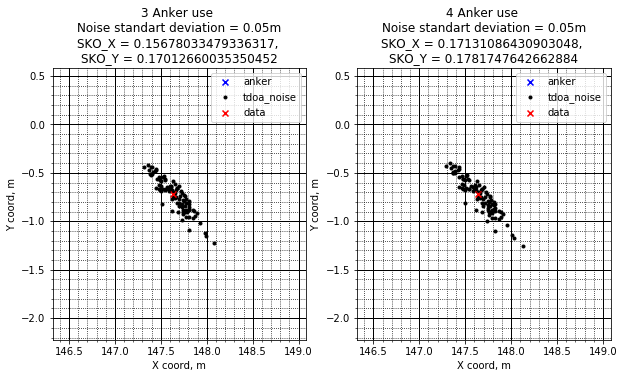 3 Anker use
Noise standart deviation = 0.05m
SKO_X = 0.15678033479336317,
SKO_Y = 0.17012660035350452
0.5
0.0
−0.5
−1.0
−1.5
−2.0
Y coord, m
anker
tdoa_noise
data
146.5 147.0 147.5 148.0 148.5 149.0
X coord, m
4 Anker use
Noise standart deviation = 0.05m
SKO_X = 0.17131086430903048,
SKO_Y = 0.1781747642662884
0.5
0.0
−0.5
−1.0
−1.5
−2.0
Y coord, m
anker
tdoa_noise
data
146.5 147.0 147.5 148.0 148.5 149.0
X coord, m